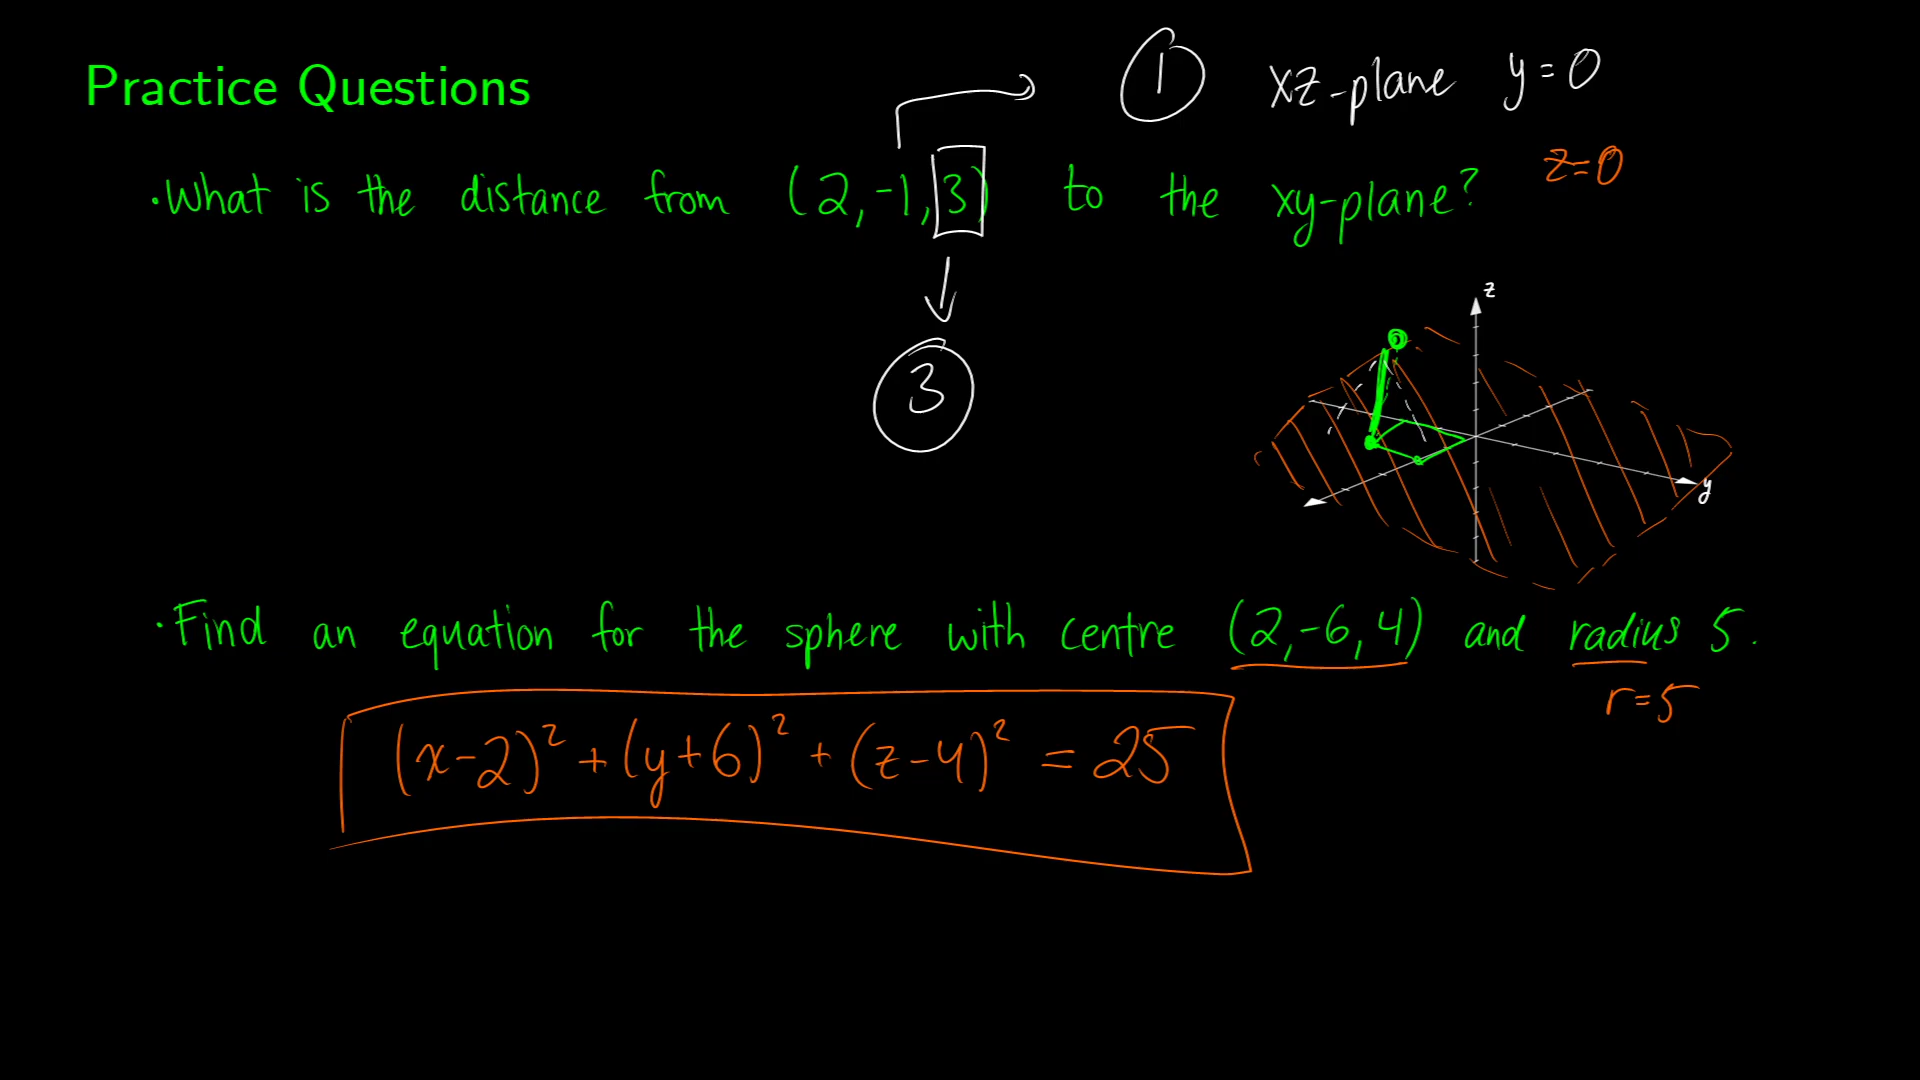 Practice Questions
① xz-plane y=0
z=0
·What is the distance from (2,-1,3) to the xy-plane?
3
z
y
·Find an equation for the sphere with centre (2,-6,4) and radius 5.
r=5
(x-2)² + (y+6)² + (z-4)² = 25